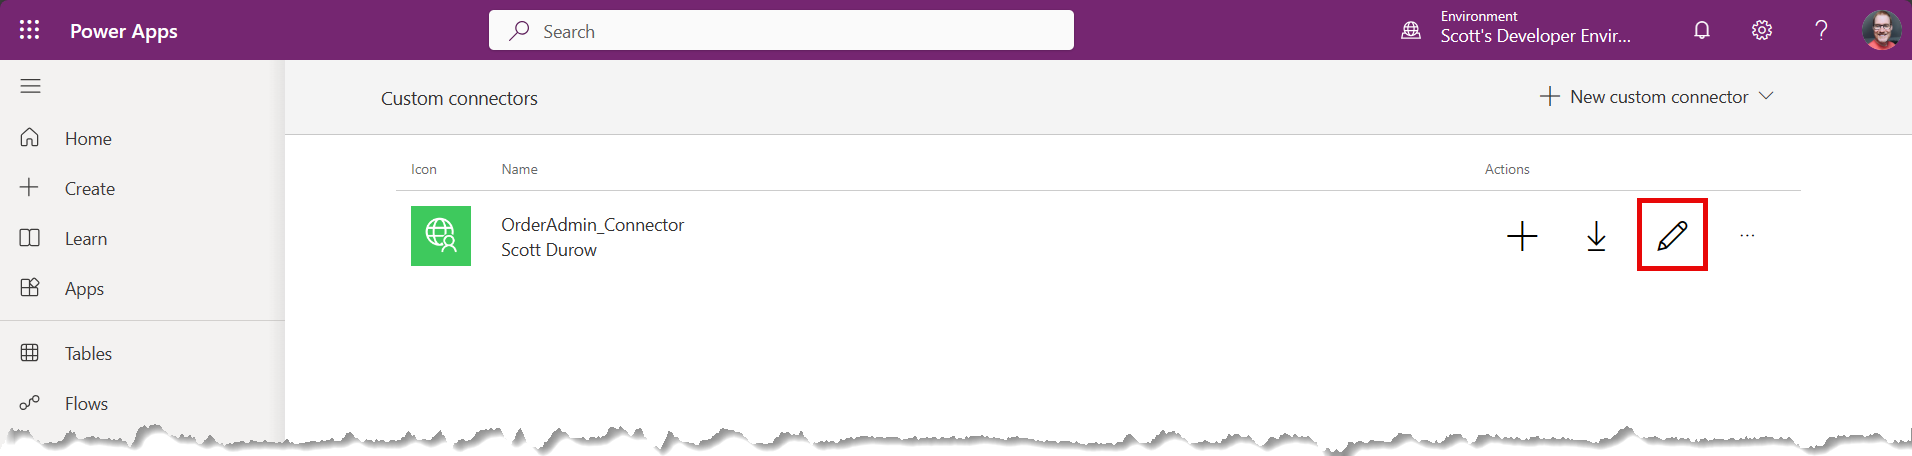 Power Apps
Search
Environment
Scott's Developer Envir...
?
Custom connectors
New custom connector
Home
Create
Learn
Apps
Tables
Flows
Icon
Name
Actions
OrderAdmin_Connector
Scott Durow
...